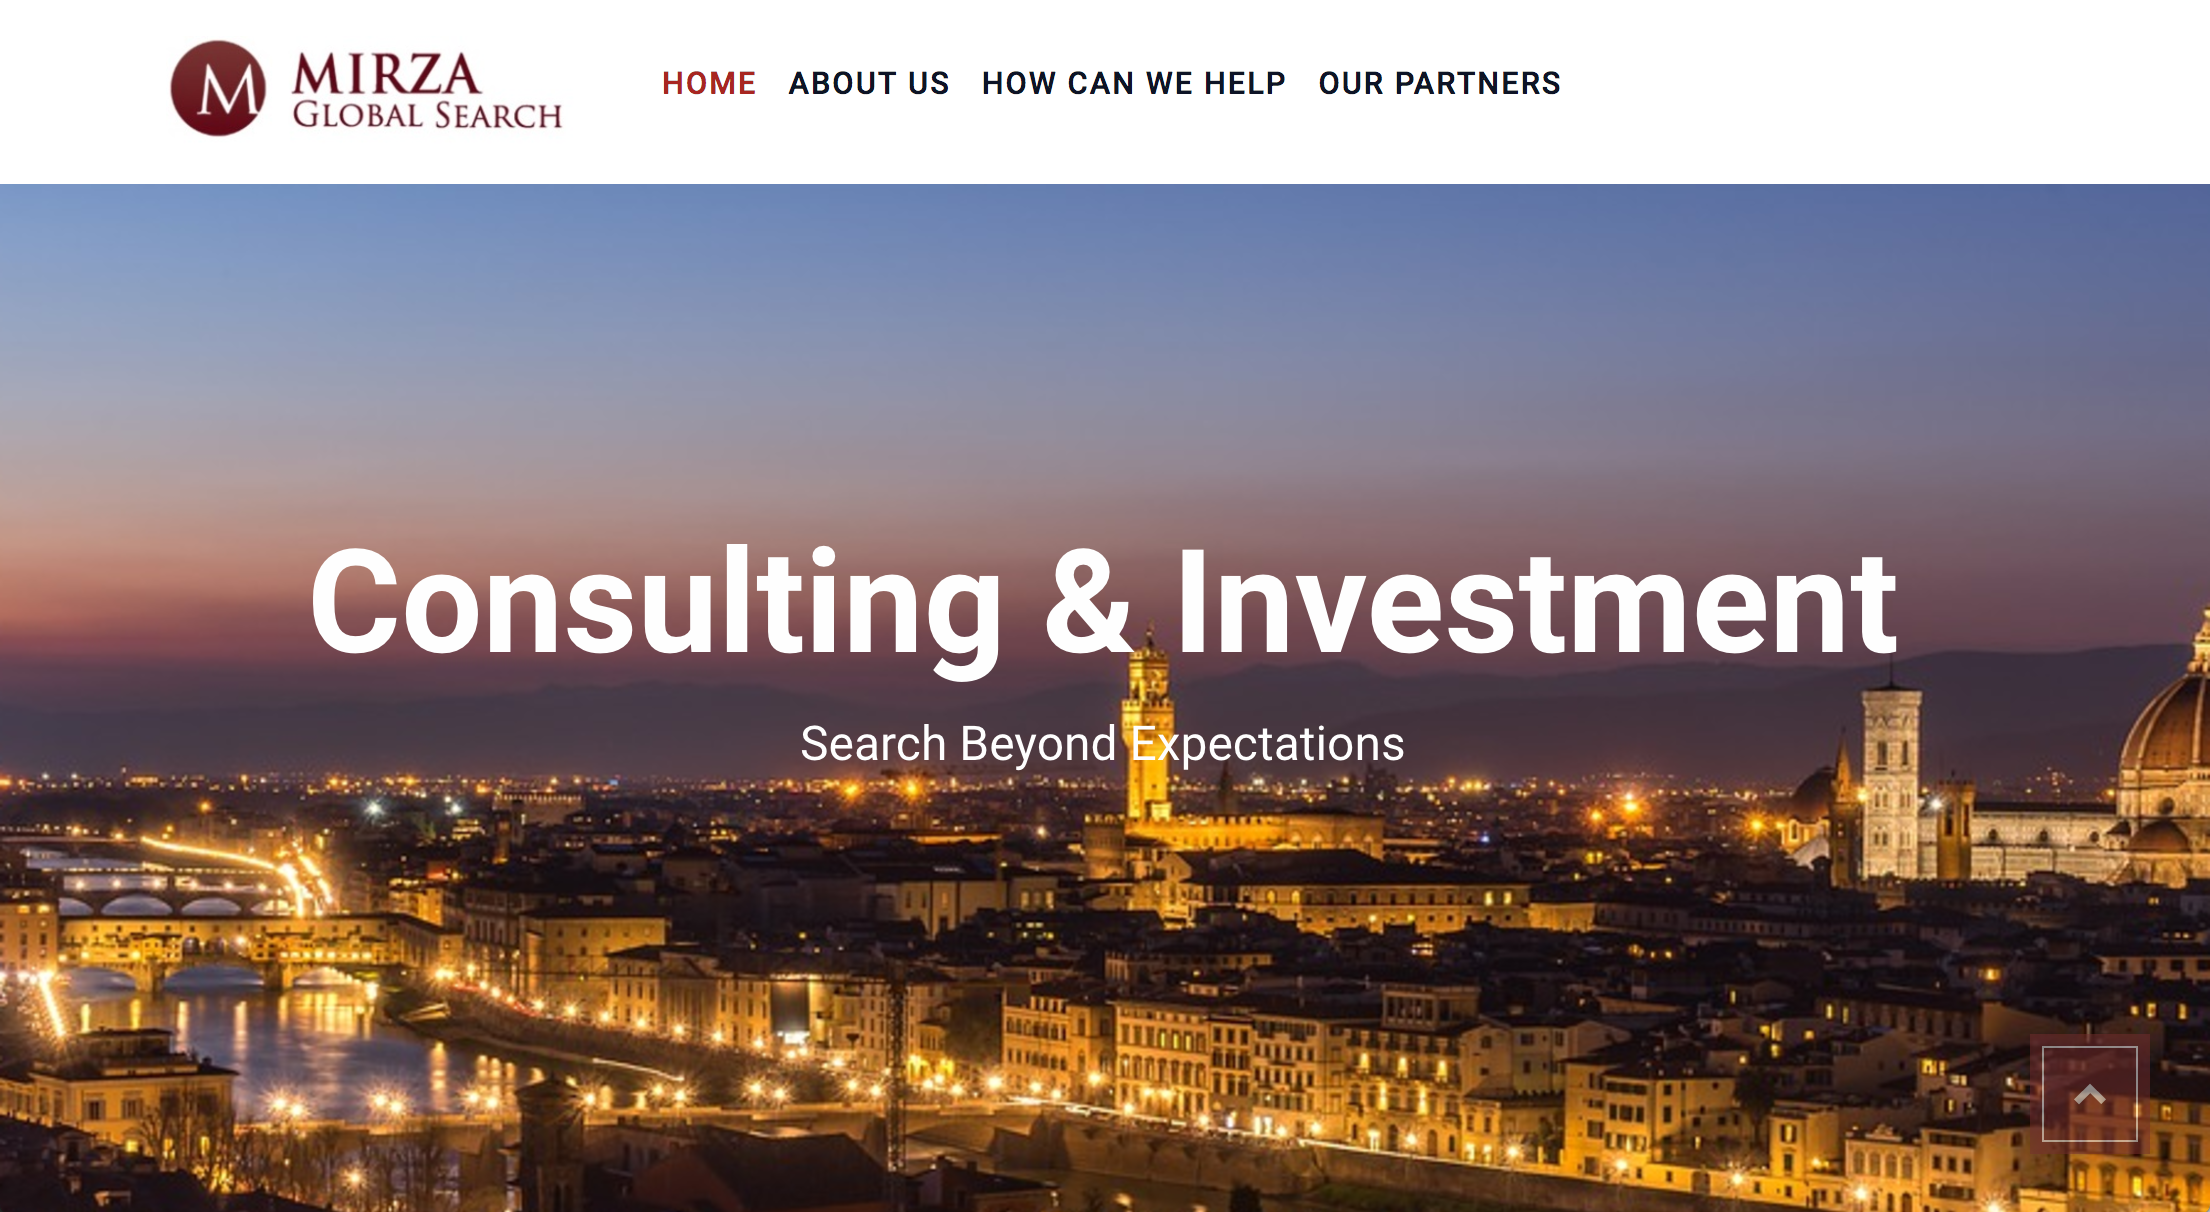 M
MIRZA
GLOBAL SEARCH
HOME ABOUT US HOW CAN WE HELP OUR PARTNERS
Consulting & Investment
Search Beyond Expectations